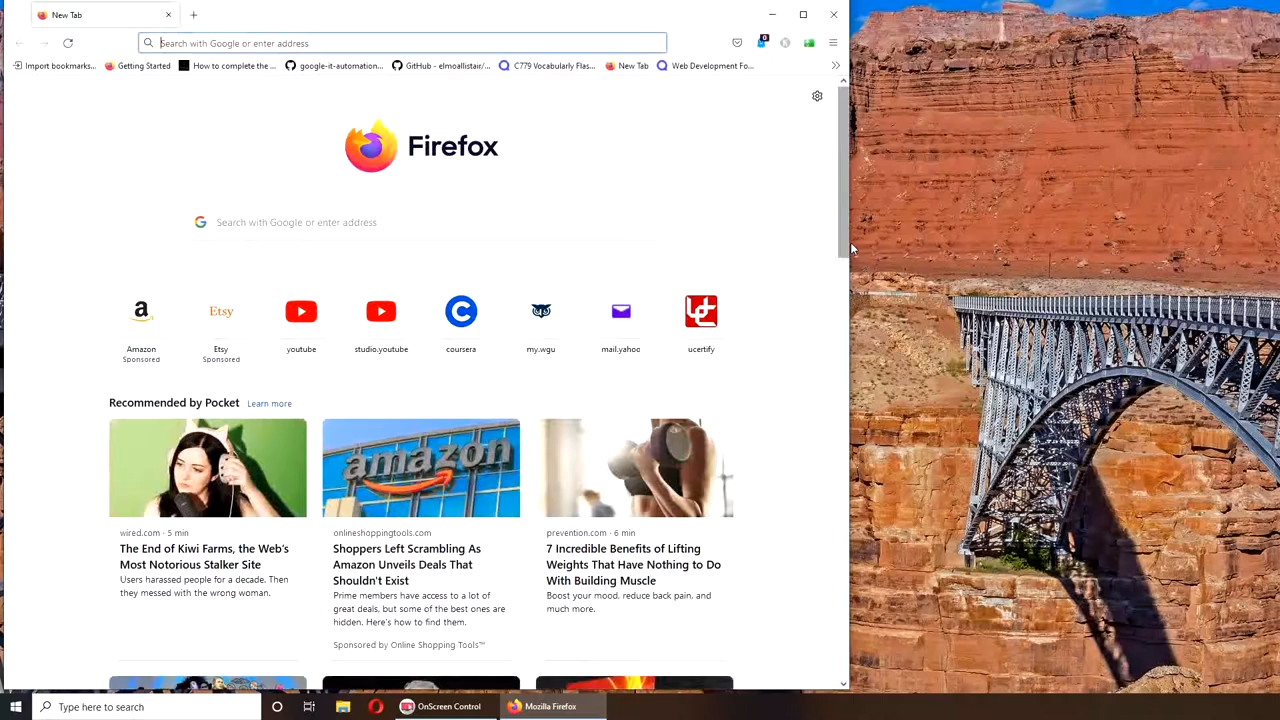 New Tab
Search with Google or enter address
0
Import bookmarks...
Getting Started
How to complete the ...
google-it-automation...
GitHub - elmoallistair/...
C779 Vocabularly Flas...
New Tab
Web Development Fo...
Firefox
Search with Google or enter address
Amazon
Sponsored
Etsy
Etsy
Sponsored
youtube
studio.youtube
coursera
my.wgu
mail.yahoo
ucertify
Recommended by Pocket Learn more
amazon
wired.com · 5 min
The End of Kiwi Farms, the Web's
Most Notorious Stalker Site
Users harassed people for a decade. Then
they messed with the wrong woman.
onlineshoppingtools.com
Shoppers Left Scrambling As
Amazon Unveils Deals That
Shouldn't Exist
Prime members have access to a lot of
great deals, but some of the best ones are
hidden. Here's how to find them.
Sponsored by Online Shopping Tools™
prevention.com · 6 min
7 Incredible Benefits of Lifting
Weights That Have Nothing to Do
With Building Muscle
Boost your mood, reduce back pain, and
much more.
Type here to search
OnScreen Control
Mozilla Firefox